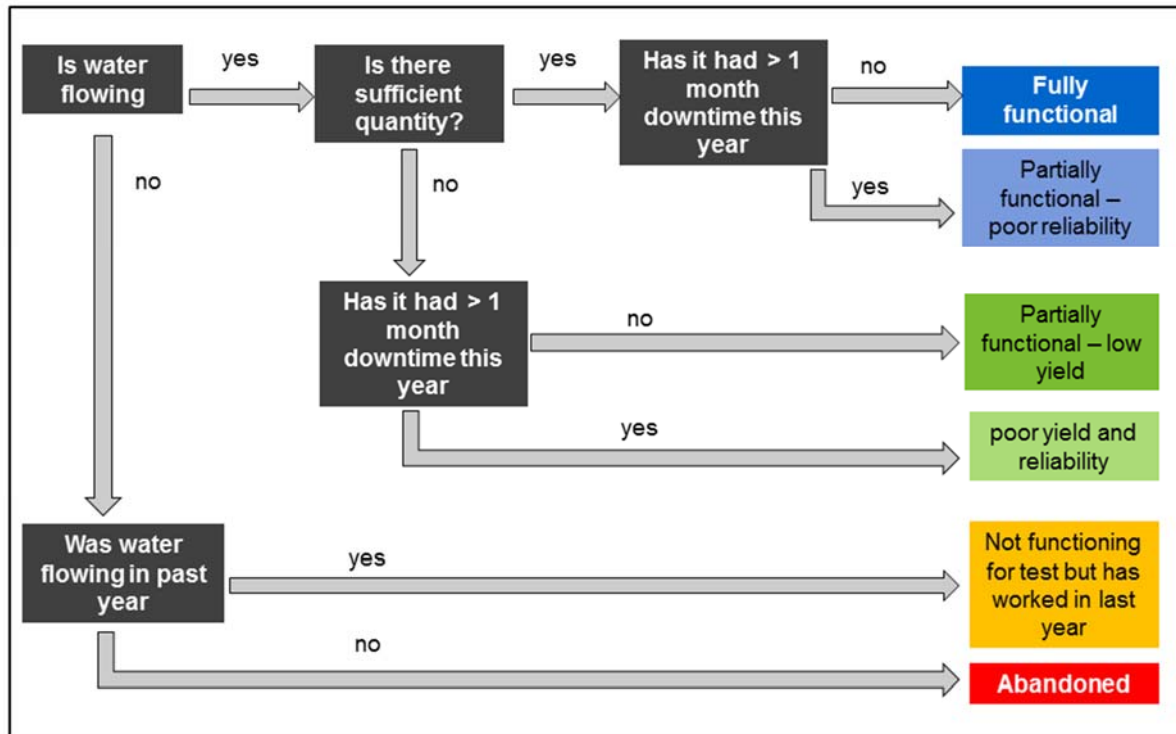 Is water
flowing
yes
Is there
sufficient
quantity?
yes
Has it had > 1
month
downtime this
year
no
Fully
functional
yes
Partially
functional –
poor reliability
no
no
Has it had > 1
month
downtime this
year
no
Partially
functional – low
yield
yes
poor yield and
reliability
Was water
flowing in past
year
yes
Not functioning
for test but has
worked in last
year
no
Abandoned